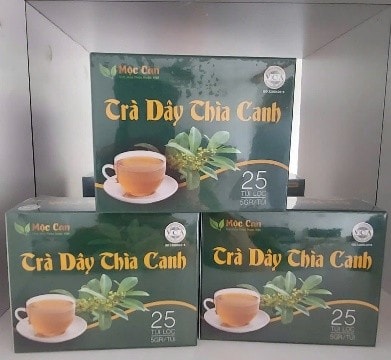 Mộc Can
Trà Dây Thìa Canh
25
TÚI LỌC
5GR/TÚI
Mộc Can
Trà Dây Thìa Canh
25
TÚI LỌC
5GR/TÚI
Mộc Can
Trà Dây Thìa Canh
25
TÚI LỌC
5GR/TÚI